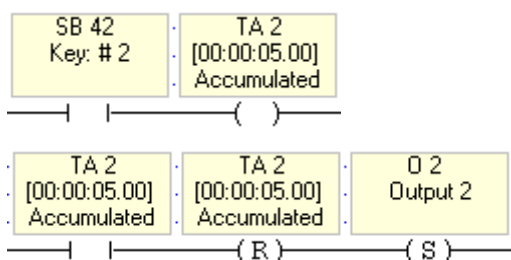 SB 42 TA 2
Key: # 2 [00:00:05.00]
Accumulated
( )
TA 2 TA 2 O 2
[00:00:05.00] [00:00:05.00] Output 2
Accumulated Accumulated
(R) (S)